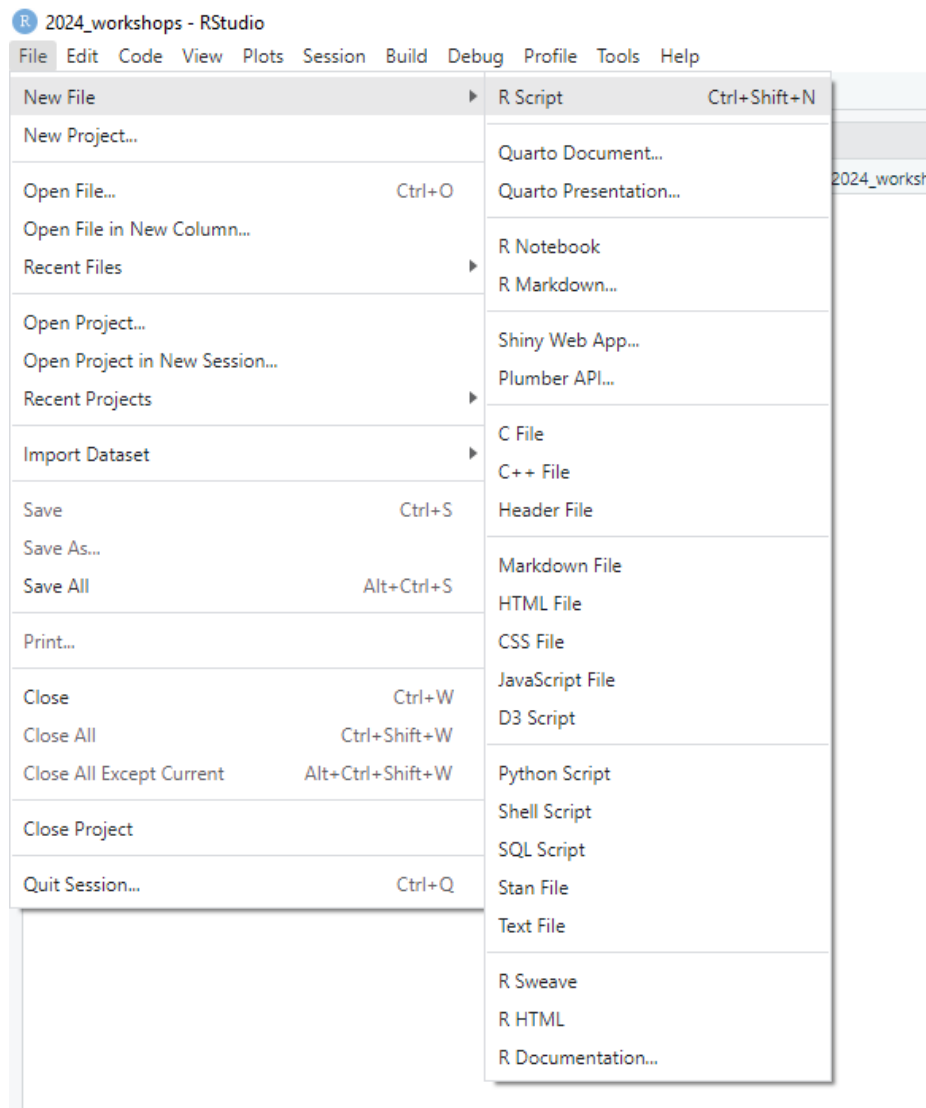 R 2024_workshops - RStudio
File Edit Code View Plots Session Build Debug Profile Tools Help
New File
New Project...
Open File... Ctrl+O
Open File in New Column...
Recent Files
Open Project...
Open Project in New Session...
Recent Projects
Import Dataset
Save Ctrl+S
Save As...
Save All Alt+Ctrl+S
Print...
Close Ctrl+W
Close All Ctrl+Shift+W
Close All Except Current Alt+Ctrl+Shift+W
Close Project
Quit Session... Ctrl+Q
R Script Ctrl+Shift+N
Quarto Document...
Quarto Presentation...
R Notebook
R Markdown...
Shiny Web App...
Plumber API...
C File
C++ File
Header File
Markdown File
HTML File
CSS File
JavaScript File
D3 Script
Python Script
Shell Script
SQL Script
Stan File
Text File
R Sweave
R HTML
R Documentation...